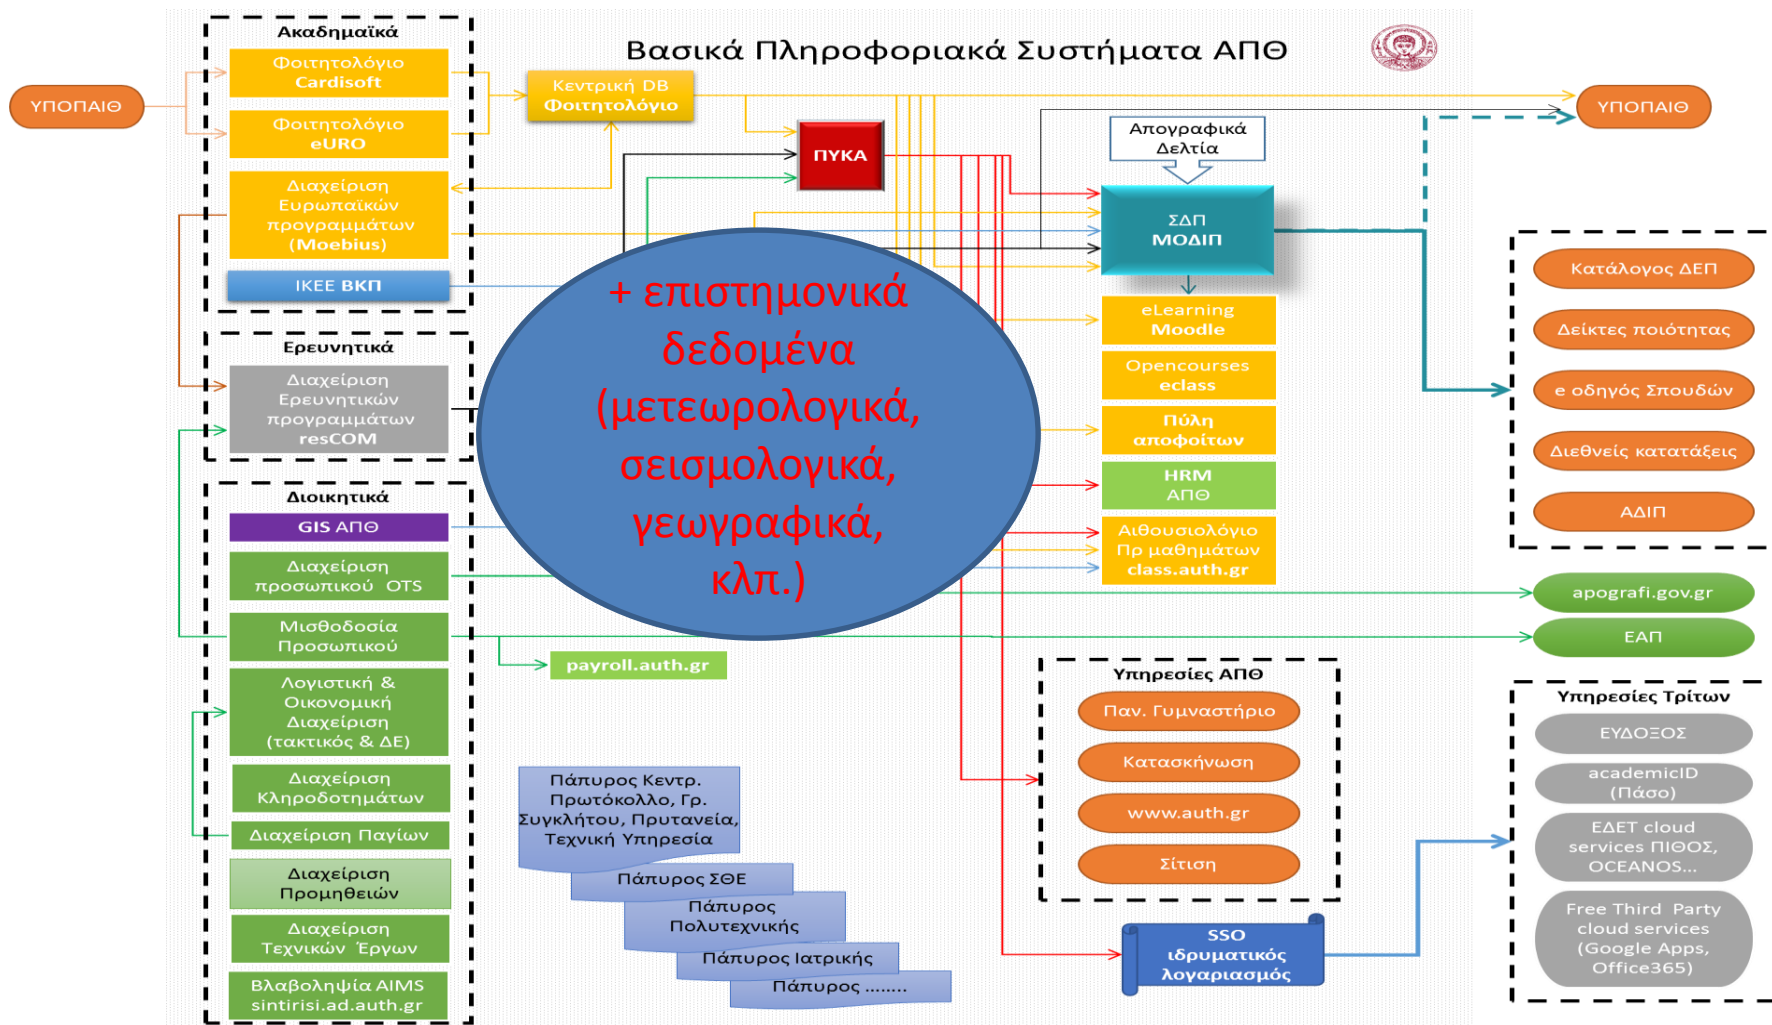 Βασικά Πληροφοριακά Συστήματα ΑΠΘ
ΥΠΟΠΑΙΘ
Ακαδημαϊκά
Φοιτητολόγιο
Cardisoft
Φοιτητολόγιο
eURO
Διαχείριση
Ευρωπαϊκών
προγραμμάτων
(Moebius)
ΙΚΕΕ ΒΚΠ
Ερευνητικά
Διαχείριση
Ερευνητικών
προγραμμάτων
resCOM
Διοικητικά
GIS ΑΠΘ
Διαχείριση
προσωπικού OTS
Μισθοδοσία
Προσωπικού
Λογιστική &
Οικονομική
Διαχείριση
(τακτικός & ΔΕ)
Διαχείριση
Κληροδοτημάτων
Διαχείριση Παγίων
Διαχείριση
Προμηθειών
Διαχείριση
Τεχνικών Έργων
Βλαβοληψία AIMS
sintirisi.ad.auth.gr
Κεντρική DB
Φοιτητολόγιο
ΠΥΚΑ
Απογραφικά
Δελτία
ΣΔΠ
ΜΟΔΙΠ
+ επιστημονικά
δεδομένα
(μετεωρολογικά,
σεισμολογικά,
γεωγραφικά,
κλπ.)
eLearning
Moodle
Opencourses
eclass
Πύλη
αποφοίτων
HRM
ΑΠΘ
Αιθουσιολόγιο
Πρ μαθημάτων
class.auth.gr
payroll.auth.gr
Πάπυρος Κεντρ.
Πρωτόκολλο, Γρ.
Συγκλήτου, Πρυτανεία,
Τεχνική Υπηρεσία
Πάπυρος ΣΘΕ
Πάπυρος
Πολυτεχνικής
Πάπυρος Ιατρικής
Πάπυρος ........
Υπηρεσίες ΑΠΘ
Παν. Γυμναστήριο
Κατασκήνωση
www.auth.gr
Σίτιση
SSO
ιδρυματικός
λογαριασμός
ΥΠΟΠΑΙΘ
Κατάλογος ΔΕΠ
Δείκτες ποιότητας
e οδηγός Σπουδών
Διεθνείς κατατάξεις
ΑΔΙΠ
apografi.gov.gr
ΕΑΠ
Υπηρεσίες Τρίτων
ΕΥΔΟΞΟΣ
academicID
(Πάσο)
ΕΔΕΤ cloud
services ΠΙΘΟΣ,
OCEANOS...
Free Third Party
cloud services
(Google Apps,
Office365)